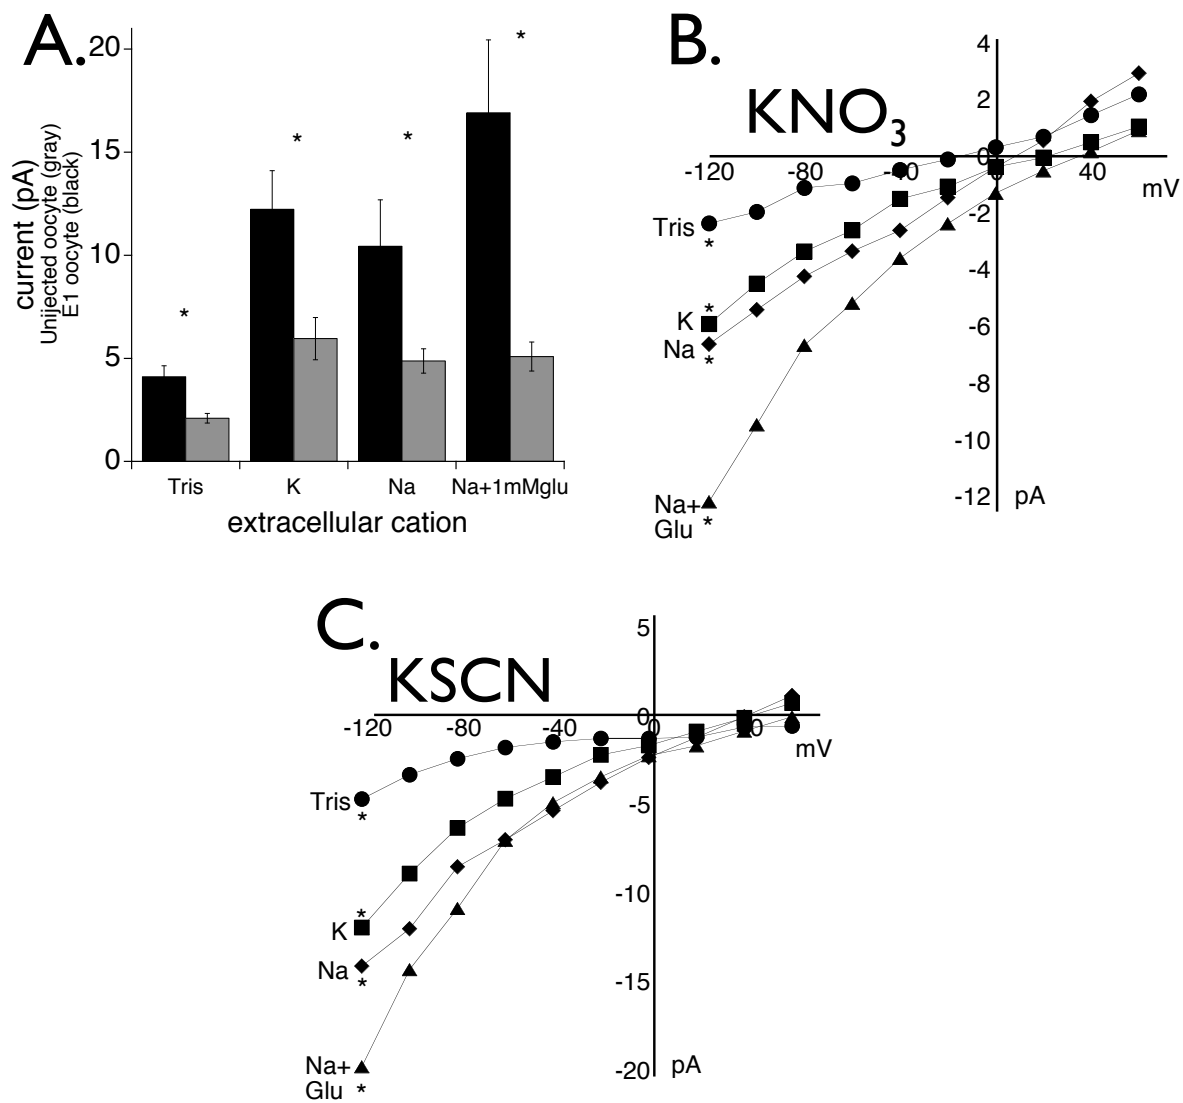 A.
20
*
*
*
15
10
*
5
0
current (pA)
Unijected oocyte (gray)
E1 oocyte (black)
Tris
K
Na
Na+1mMglu
extracellular cation
B.
KNO3
4
2
0
-120
-80
-40
0
40
mV
-2
Tris
*
-4
*
K
Na
*
-6
-8
-10
-12
pA
Na+
Glu
*
C.
KSCN
5
0
-120
-80
-40
0
mV
Tris
*
-5
-10
*
K
Na
*
-15
-20
pA
Na+
Glu
*